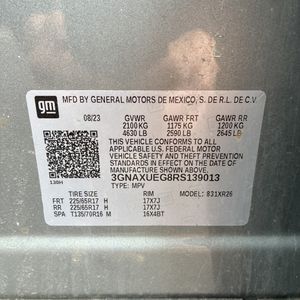 gm
MFD BY GENERAL MOTORS DE MEXICO, S. DE R.L. DE C.V.
08/23 GVWR GAWR FRT GAWR RR
2100 KG 1175 KG 1200 KG
4630 LB 2590 LB 2645 LB
THIS VEHICLE CONFORMS TO ALL APPLICABLE U.S.
FEDERAL MOTOR VEHICLE SAFETY, BUMPER, AND
THEFT PREVENTION STANDARDS IN EFFECT ON THE
DATE OF MANUFACTURE SHOWN ABOVE.
3GNAXUEG8RS139013
TYPE: MPV
TIRE SIZE RIM MODEL: 831XR26
FRT 225/65R17 H 17X7J
RR 225/65R17 H 17X7J
SPA T135/70R16 M 16X4BT